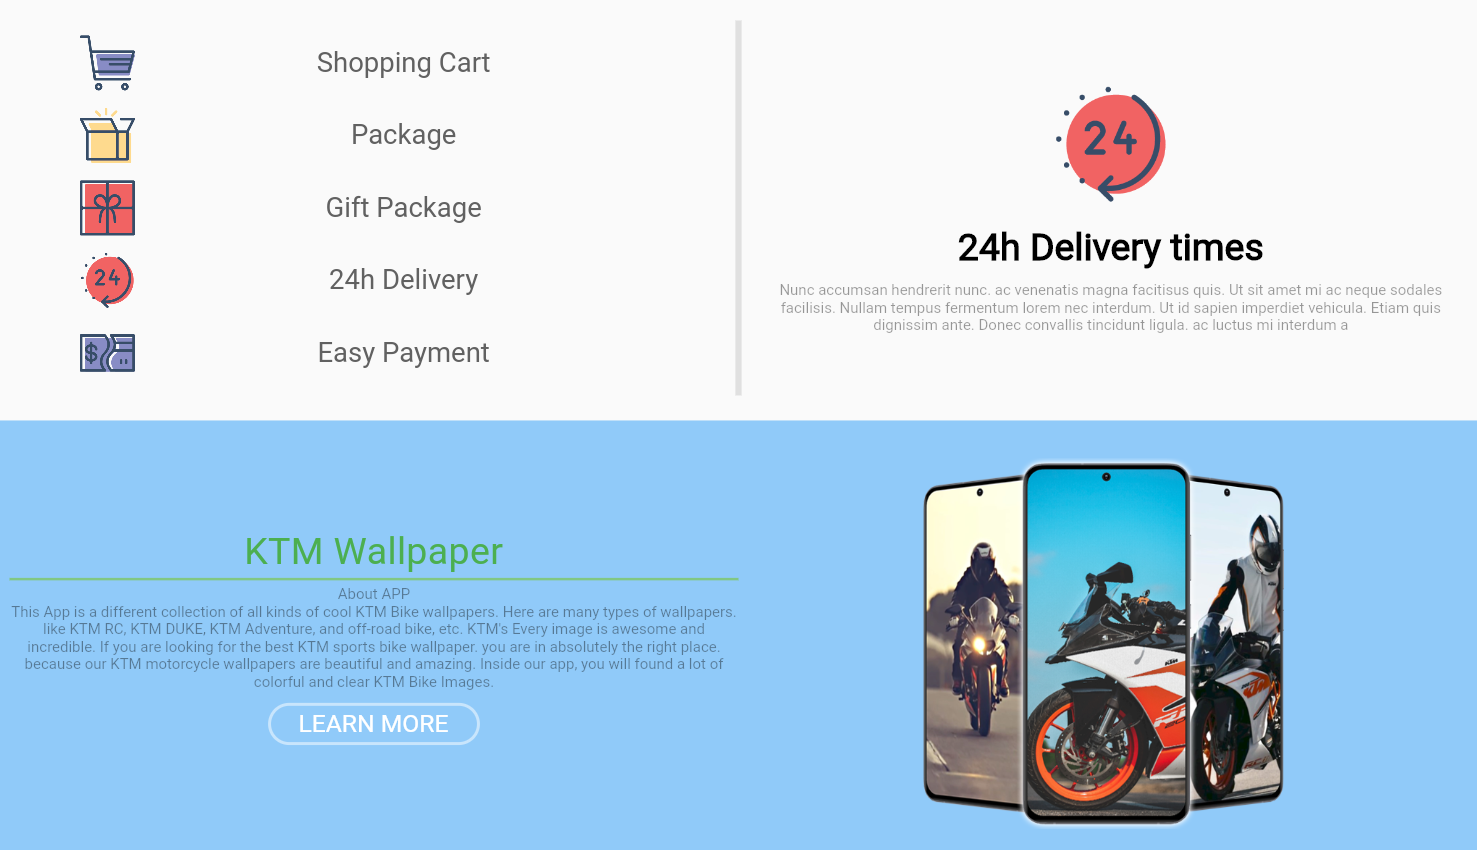 Shopping Cart
Package
Gift Package
24
24h Delivery
$
Easy Payment
24
24h Delivery times
Nunc accumsan hendrerit nunc. ac venenatis magna facitisus quis. Ut sit amet mi ac neque sodales
facilisis. Nullam tempus fermentum lorem nec interdum. Ut id sapien imperdiet vehicula. Etiam quis
dignissim ante. Donec convallis tincidunt ligula. ac luctus mi interdum a
KTM Wallpaper
About APP
This App is a different collection of all kinds of cool KTM Bike wallpapers. Here are many types of wallpapers.
like KTM RC, KTM DUKE, KTM Adventure, and off-road bike, etc. KTM's Every image is awesome and
incredible. If you are looking for the best KTM sports bike wallpaper. you are in absolutely the right place.
because our KTM motorcycle wallpapers are beautiful and amazing. Inside our app, you will found a lot of
colorful and clear KTM Bike Images.
LEARN MORE
KTM
KTM